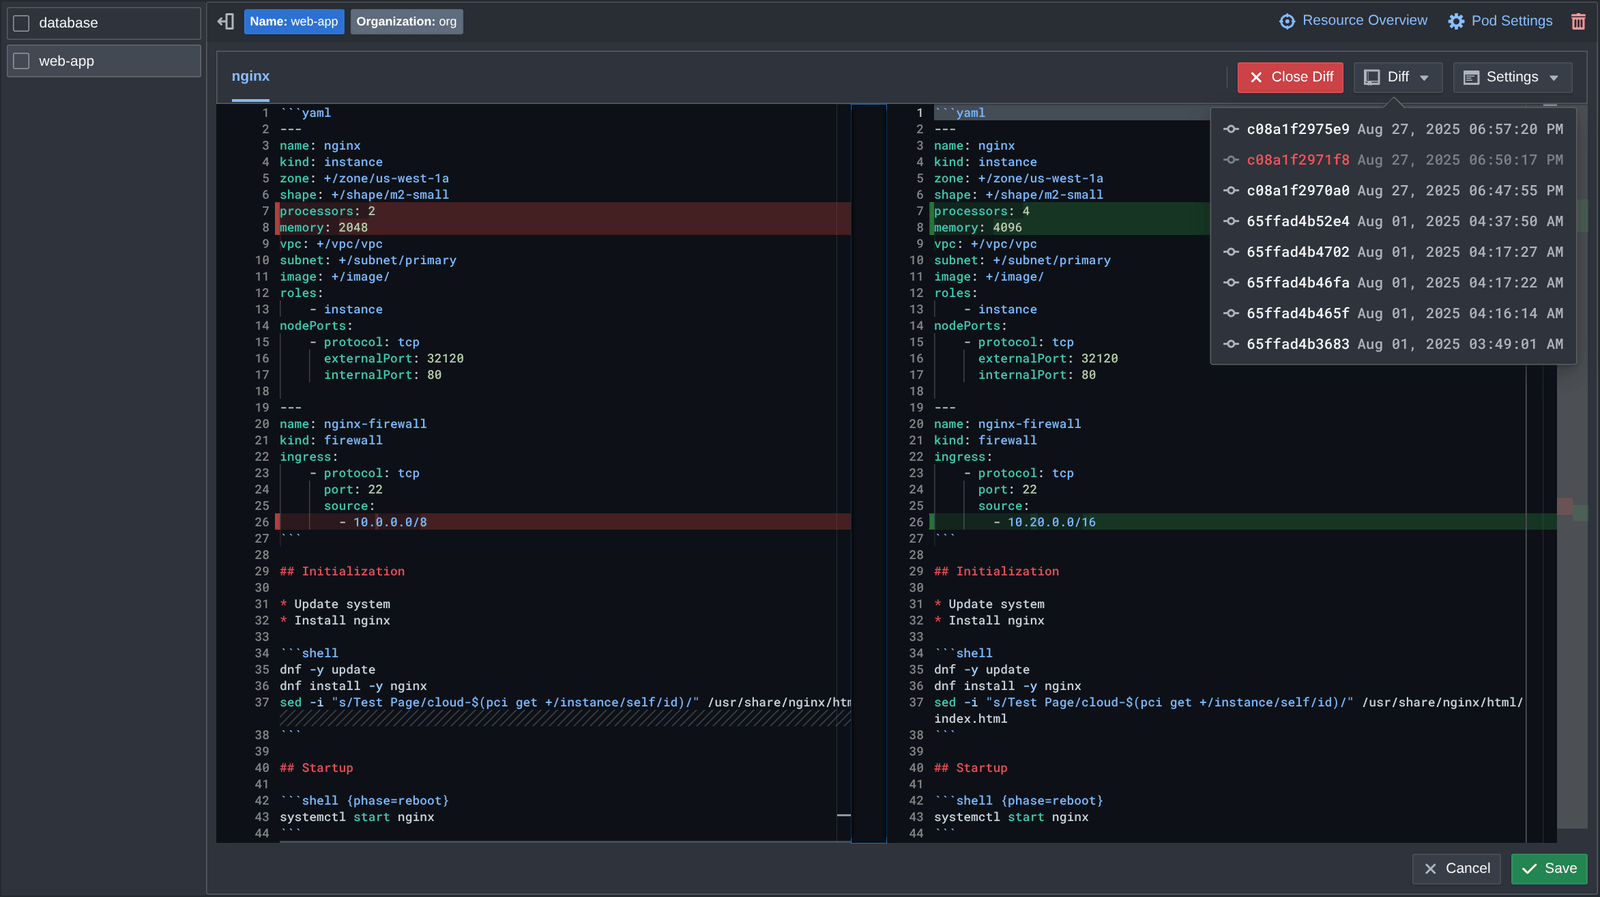 database
web-app
Name: web-app
Organization: org
Resource Overview
Pod Settings
nginx
Close Diff
Diff
Settings
1 ```yaml
2 ---
3 name: nginx
4 kind: instance
5 zone: +/zone/us-west-1a
6 shape: +/shape/m2-small
7 processors: 2
8 memory: 2048
9 vpc: +/vpc/vpc
10 subnet: +/subnet/primary
11 image: +/image/
12 roles:
13 - instance
14 nodePorts:
15 - protocol: tcp
16 externalPort: 32120
17 internalPort: 80
18
19 ---
20 name: nginx-firewall
21 kind: firewall
22 ingress:
23 - protocol: tcp
24 port: 22
25 source:
26 - 10.0.0.0/8
27 ```
28
29 ## Initialization
30
31 * Update system
32 * Install nginx
33
34 ```shell
35 dnf -y update
36 dnf install -y nginx
37 sed -i "s/Test Page/cloud-$(pci get +/instance/self/id)/" /usr/share/nginx/htm
38 ```
39
40 ## Startup
41
42 ```shell {phase=reboot}
43 systemctl start nginx
44 ```
1 ```yaml
2 ---
3 name: nginx
4 kind: instance
5 zone: +/zone/us-west-1a
6 shape: +/shape/m2-small
7 processors: 4
8 memory: 4096
9 vpc: +/vpc/vpc
10 subnet: +/subnet/primary
11 image: +/image/
12 roles:
13 - instance
14 nodePorts:
15 - protocol: tcp
16 externalPort: 32120
17 internalPort: 80
18
19 ---
20 name: nginx-firewall
21 kind: firewall
22 ingress:
23 - protocol: tcp
24 port: 22
25 source:
26 - 10.20.0.0/16
27 ```
28
29 ## Initialization
30
31 * Update system
32 * Install nginx
33
34 ```shell
35 dnf -y update
36 dnf install -y nginx
37 sed -i "s/Test Page/cloud-$(pci get +/instance/self/id)/" /usr/share/nginx/html/
index.html
38 ```
39
40 ## Startup
41
42 ```shell {phase=reboot}
43 systemctl start nginx
44 ```
c08a1f2975e9 Aug 27, 2025 06:57:20 PM
c08a1f2971f8 Aug 27, 2025 06:50:17 PM
c08a1f2970a0 Aug 27, 2025 06:47:55 PM
65ffad4b52e4 Aug 01, 2025 04:37:50 AM
65ffad4b4702 Aug 01, 2025 04:17:27 AM
65ffad4b46fa Aug 01, 2025 04:17:22 AM
65ffad4b465f Aug 01, 2025 04:16:14 AM
65ffad4b3683 Aug 01, 2025 03:49:01 AM
Cancel
Save